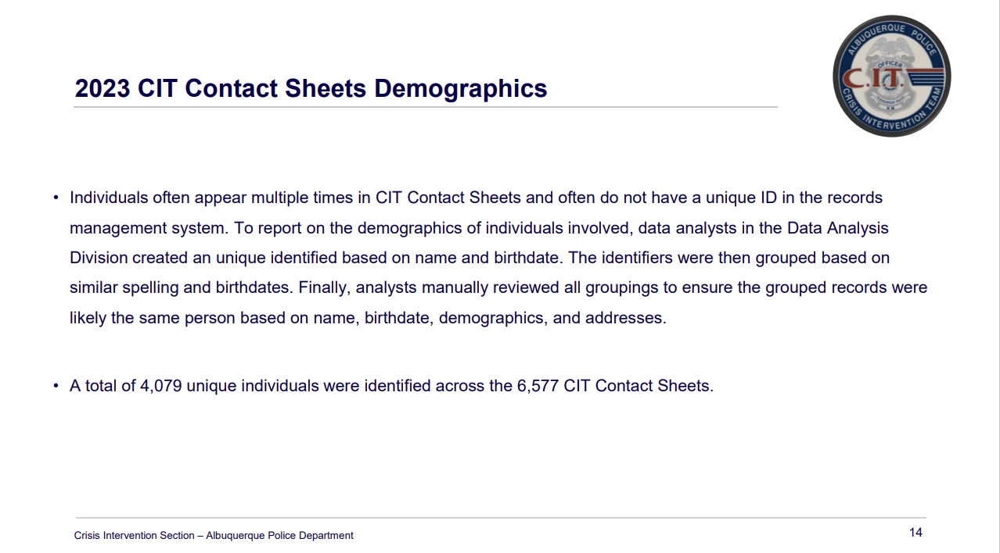 2023 CIT Contact Sheets Demographics
ALBUQUERQUE POLICE
OFFICER
C.I.T.
CRISIS INTERVENTION TEAM
• Individuals often appear multiple times in CIT Contact Sheets and often do not have a unique ID in the records
management system. To report on the demographics of individuals involved, data analysts in the Data Analysis
Division created an unique identified based on name and birthdate. The identifiers were then grouped based on
similar spelling and birthdates. Finally, analysts manually reviewed all groupings to ensure the grouped records were
likely the same person based on name, birthdate, demographics, and addresses.
• A total of 4,079 unique individuals were identified across the 6,577 CIT Contact Sheets.
Crisis Intervention Section – Albuquerque Police Department
14